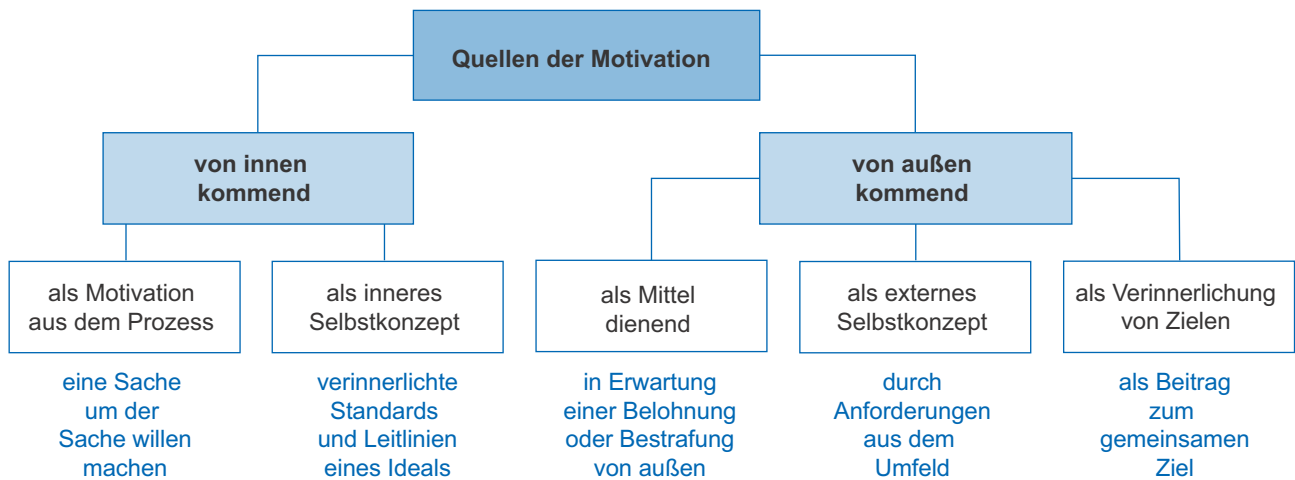 Quellen der Motivation
von innen
kommend
von außen
kommend
als Motivation
aus dem Prozess
als inneres
Selbstkonzept
als Mittel
dienend
als externes
Selbstkonzept
als Verinnerlichung
von Zielen
eine Sache
um der
Sache willen
machen
verinnerlichte
Standards
und Leitlinien
eines Ideals
in Erwartung
einer Belohnung
oder Bestrafung
von außen
durch
Anforderungen
aus dem
Umfeld
als Beitrag
zum
gemeinsamen
Ziel